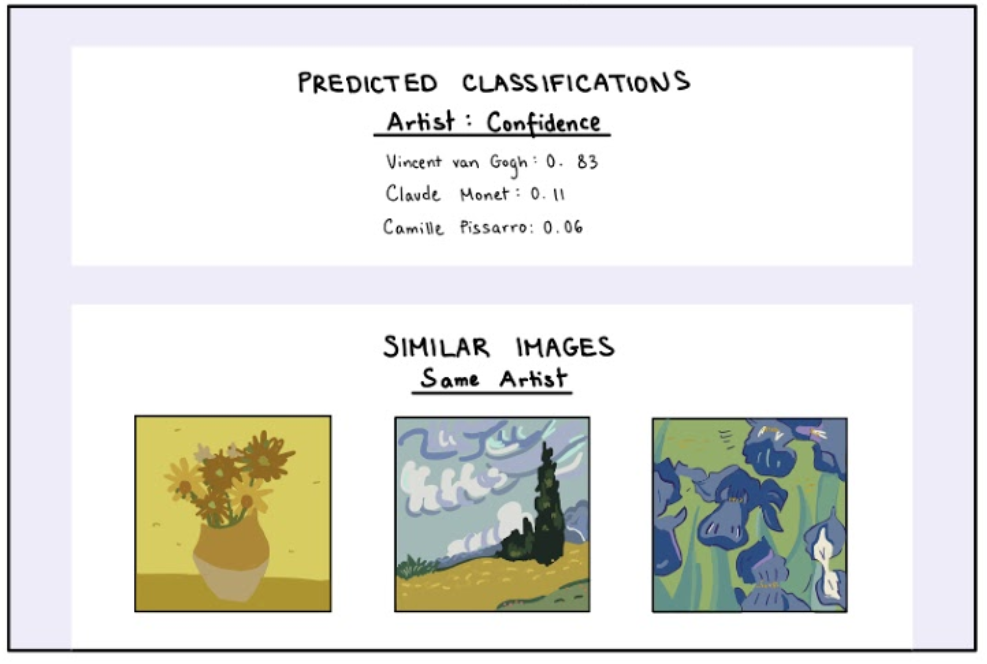 PREDICTED CLASSIFICATIONS
Artist : Confidence
Vincent van Gogh: 0. 83
Claude Monet: 0.11
Camille Pissarro: 0.06
SIMILAR IMAGES
Same Artist